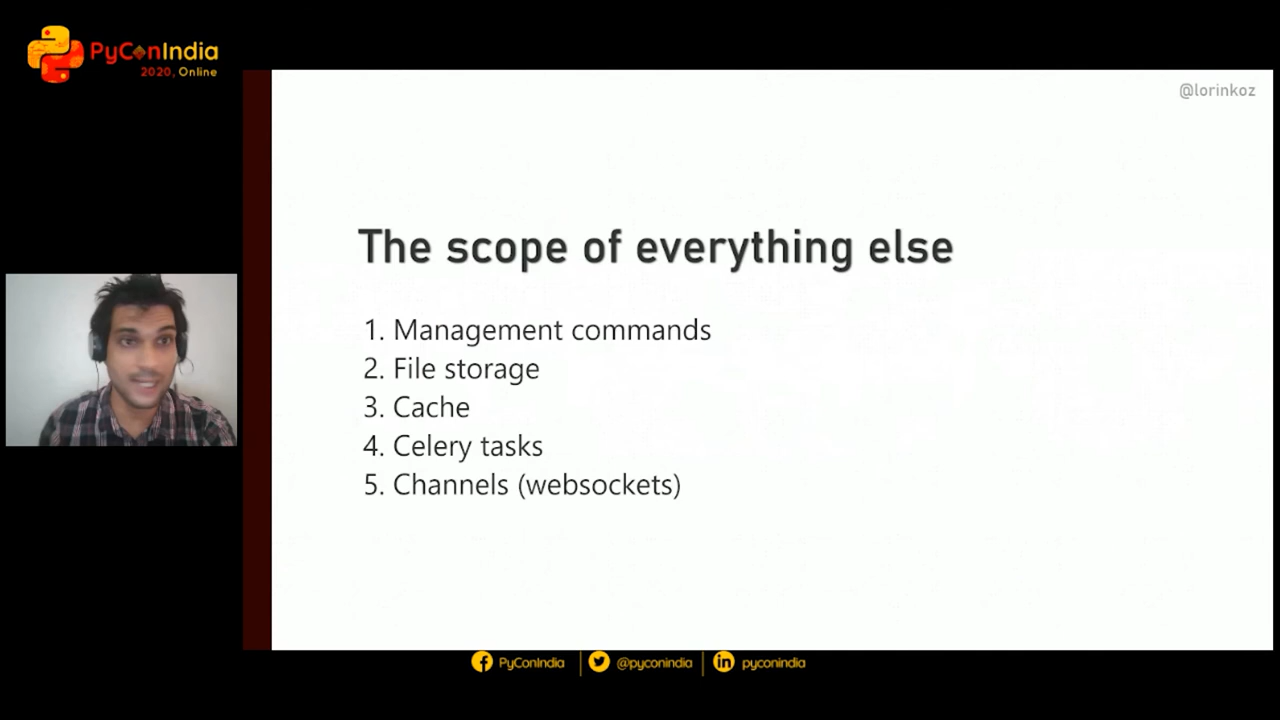 PyConIndia
2020, Online
@lorinkoz
The scope of everything else
1. Management commands
2. File storage
3. Cache
4. Celery tasks
5. Channels (websockets)
PyConIndia
@pyconindia
pyconindia